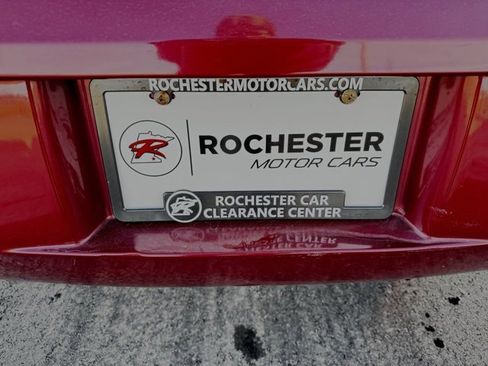 ROCHESTERMOTORCARS.COM
R
ROCHESTER
MOTOR CARS
ROCHESTER CAR
CLEARANCE CENTER